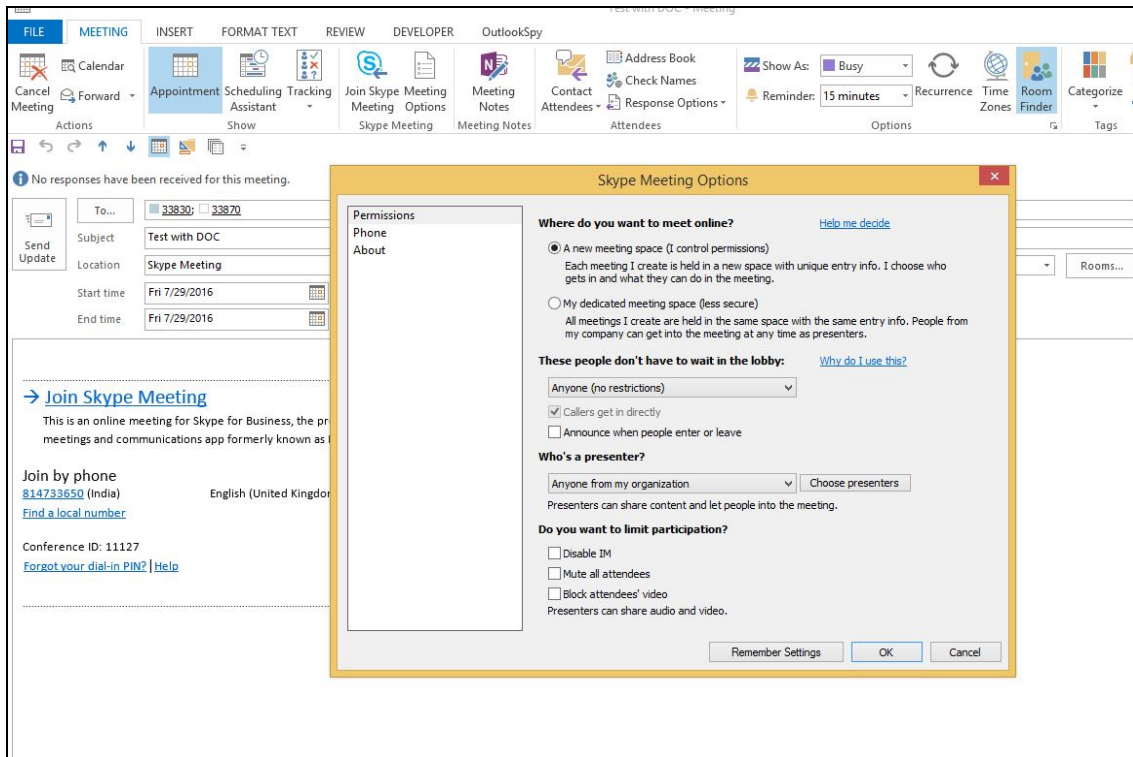 Test with DOC - Meeting
FILE MEETING INSERT FORMAT TEXT REVIEW DEVELOPER OutlookSpy
Cancel Meeting
Calendar
Forward
Actions
Appointment
Scheduling Assistant
Tracking
Show
Join Skype Meeting
Meeting Options
Skype Meeting
Meeting Notes
Meeting Notes
Contact Attendees
Address Book
Check Names
Response Options
Attendees
Show As: Busy
Reminder: 15 minutes
Recurrence
Time Zones
Room Finder
Options
Categorize
Tags
No responses have been received for this meeting.
Send Update
To... 33830; 33870
Subject Test with DOC
Location Skype Meeting
Rooms...
Start time Fri 7/29/2016
End time Fri 7/29/2016
→ Join Skype Meeting
This is an online meeting for Skype for Business, the
meetings and communications app formerly known as
Join by phone
814733650 (India) English (United
Find a local number
Conference ID: 11127
Forgot your dial-in PIN? | Help
Skype Meeting Options
Permissions
Phone
About
Where do you want to meet online? Help me decide
A new meeting space (I control permissions)
Each meeting I create is held in a new space with unique entry info. I choose who
gets in and what they can do in the meeting.
My dedicated meeting space (less secure)
All meetings I create are held in the same space with the same entry info. People from
my company can get into the meeting at any time as presenters.
These people don't have to wait in the lobby: Why do I use this?
Anyone (no restrictions)
Callers get in directly
Announce when people enter or leave
Who's a presenter?
Anyone from my organization Choose presenters
Presenters can share content and let people into the meeting.
Do you want to limit participation?
Disable IM
Mute all attendees
Block attendees' video
Presenters can share audio and video.
Remember Settings OK Cancel